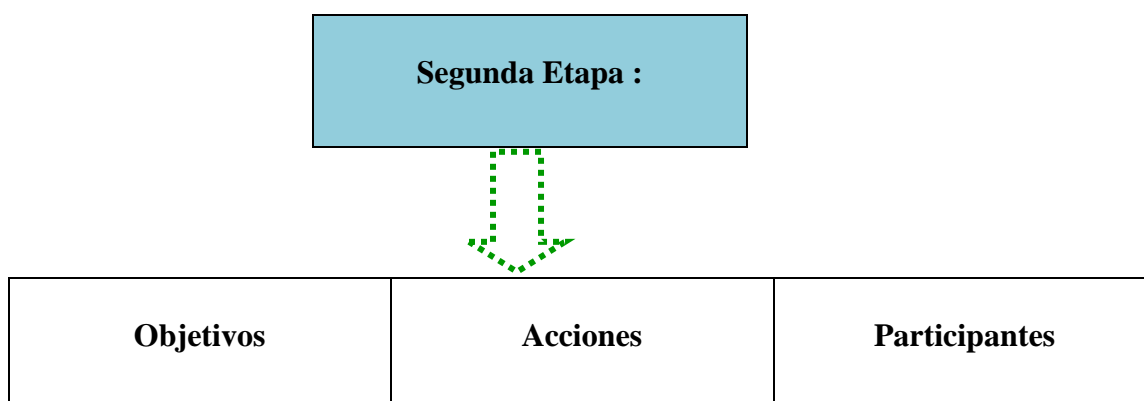 Segunda Etapa :
Objetivos
Acciones
Participantes